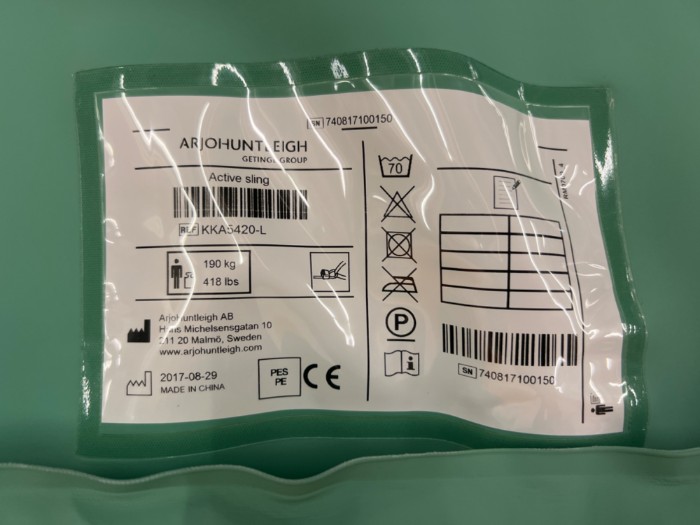 SN 740817100150
ARJOHUNTLEIGH
GETINGE GROUP
Active sling
REF KKA5420-L
190 kg
418 lbs
SWL
ArjoHuntleigh AB
Hans Michelsensgatan 10
211 20 Malmö, Sweden
www.arjohuntleigh.com
2017-08-29
MADE IN CHINA
PES
PE
CE
70
P
i
SN 740817100150